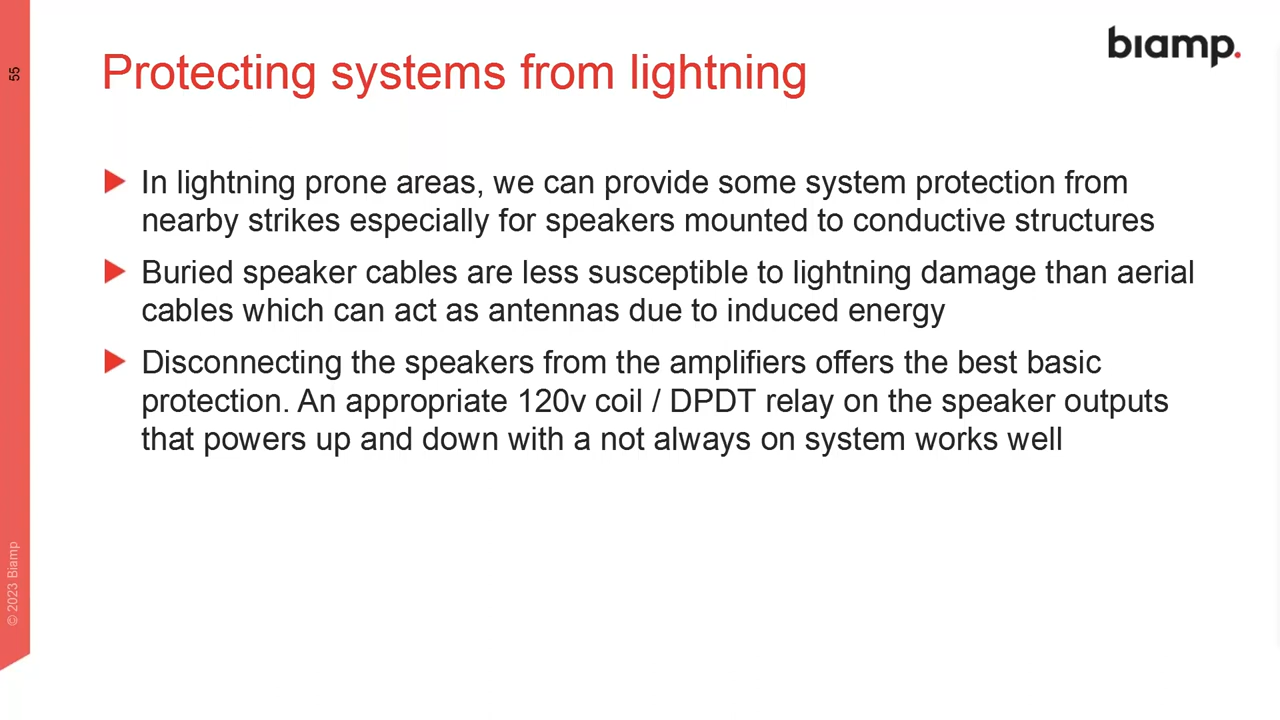 biamp.
55
Protecting systems from lightning
In lightning prone areas, we can provide some system protection from
nearby strikes especially for speakers mounted to conductive structures
Buried speaker cables are less susceptible to lightning damage than aerial
cables which can act as antennas due to induced energy
Disconnecting the speakers from the amplifiers offers the best basic
protection. An appropriate 120v coil / DPDT relay on the speaker outputs
that powers up and down with a not always on system works well
© 2023 Biamp